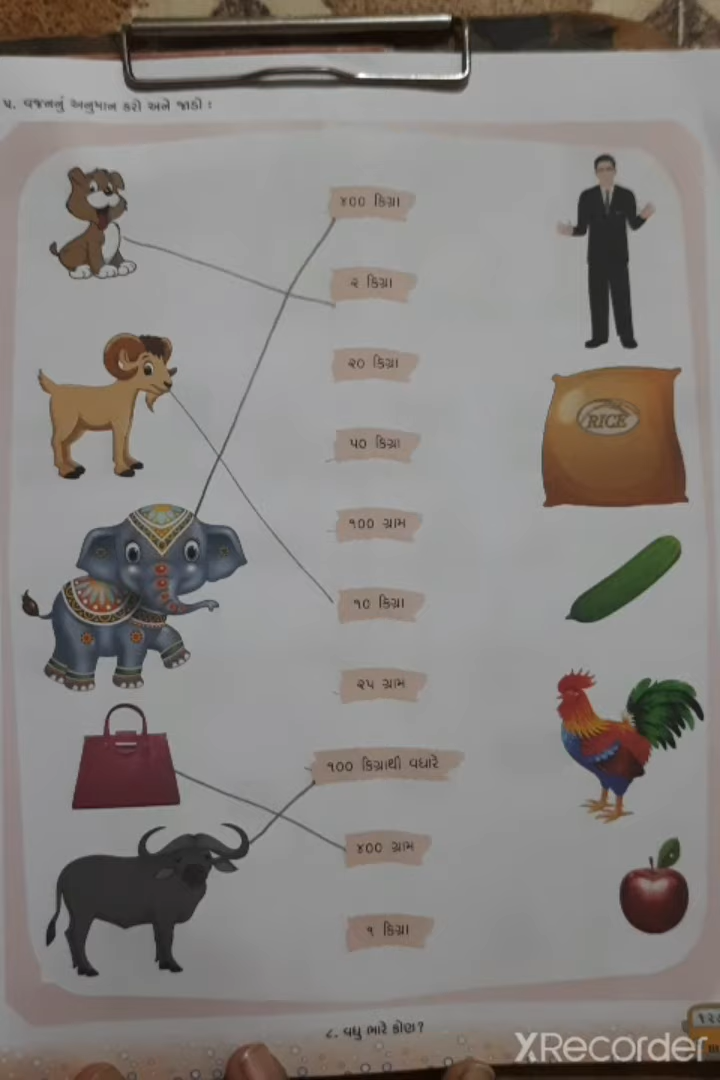 ૫. વજનનું અનુમાન કરો અને જોડો :
૪૦૦ કિગ્રા
૨ કિગ્રા
૨૦ કિગ્રા
RICE
૫૦ કિગ્રા
૧૦૦ ગ્રામ
૧૦ કિગ્રા
૨૫ ગ્રામ
૧૦૦ કિગ્રાથી વધારે
૪૦૦ ગ્રામ
૧ કિગ્રા
૮. વધુ ભારે કોણ?
XRecorder